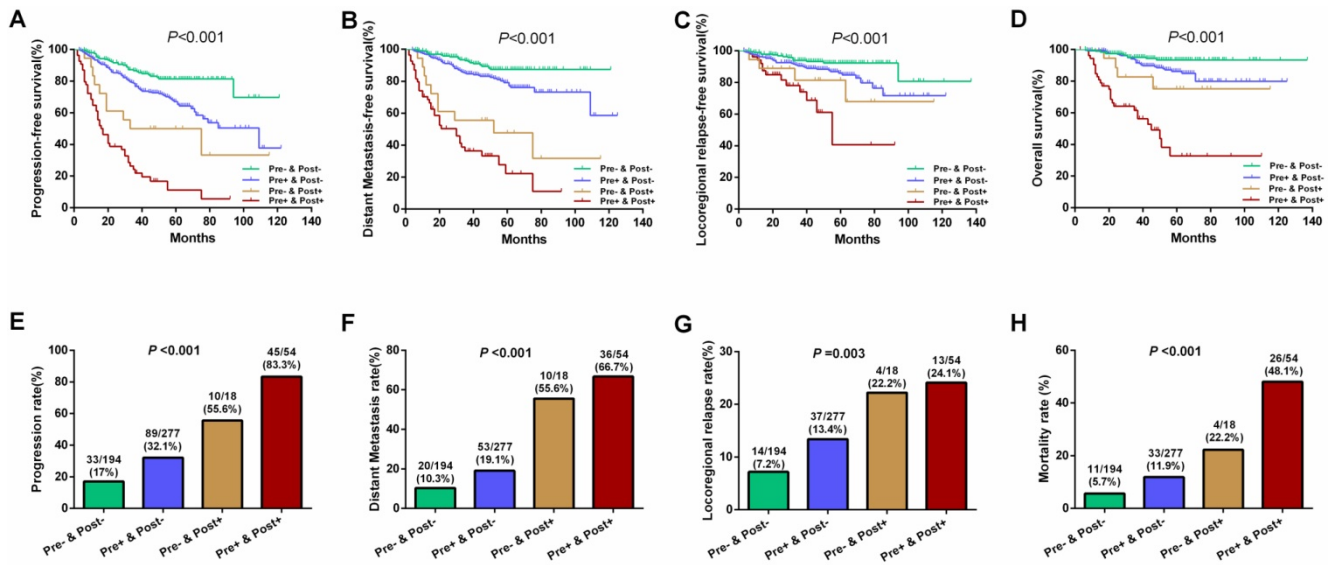 A
P<0.001
Progression-free survival(%)
100
80
60
40
20
0
0 20 40 60 80 100 120 140
Months
Pre- & Post-
Pre+ & Post-
Pre- & Post+
Pre+ & Post+
B
P<0.001
Distant Metastasis-free survival(%)
100
80
60
40
20
0
0 20 40 60 80 100 120 140
Months
Pre- & Post-
Pre+ & Post-
Pre- & Post+
Pre+ & Post+
C
P<0.001
Locoregional relapse-free survival(%)
100
80
60
40
20
0
0 20 40 60 80 100 120 140
Months
Pre- & Post-
Pre+ & Post-
Pre- & Post+
Pre+ & Post+
D
P<0.001
Overall survival(%)
100
80
60
40
20
0
0 20 40 60 80 100 120 140
Months
Pre- & Post-
Pre+ & Post-
Pre- & Post+
Pre+ & Post+
E
P <0.001
Progression rate(%)
100
80
60
40
20
0
33/194
(17%)
89/277
(32.1%)
10/18
(55.6%)
45/54
(83.3%)
Pre- & Post-
Pre+ & Post-
Pre- & Post+
Pre+ & Post+
F
P <0.001
Distant Metastasis rate(%)
80
60
40
20
0
20/194
(10.3%)
53/277
(19.1%)
10/18
(55.6%)
36/54
(66.7%)
Pre- & Post-
Pre+ & Post-
Pre- & Post+
Pre+ & Post+
G
P =0.003
Locoregional relapse rate(%)
30
20
10
0
14/194
(7.2%)
37/277
(13.4%)
4/18
(22.2%)
13/54
(24.1%)
Pre- & Post-
Pre+ & Post-
Pre- & Post+
Pre+ & Post+
H
P <0.001
Mortality rate (%)
60
40
20
0
11/194
(5.7%)
33/277
(11.9%)
4/18
(22.2%)
26/54
(48.1%)
Pre- & Post-
Pre+ & Post-
Pre- & Post+
Pre+ & Post+